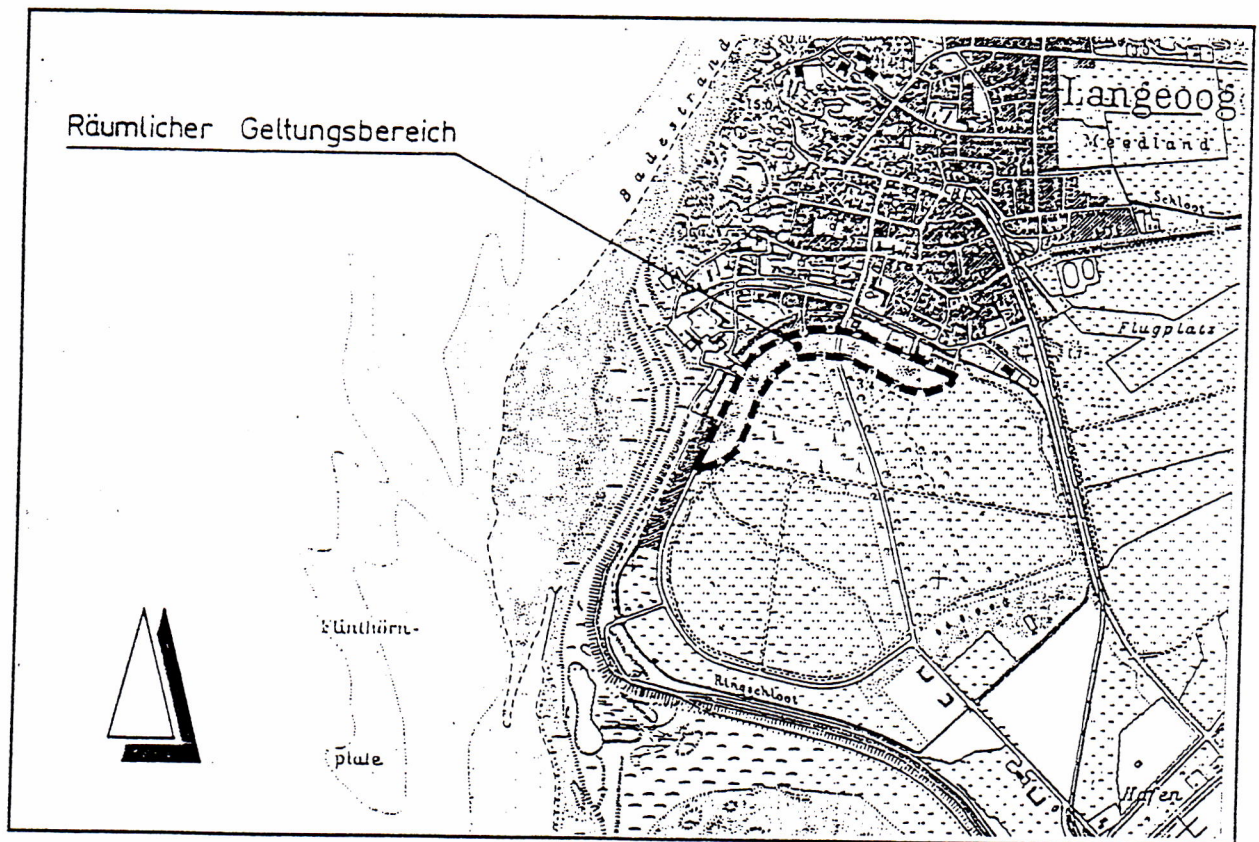 Räumlicher Geltungsbereich
Badestrand
Langeoog
Meedland
Schloot
Flugplatz
Flinthörn-
plate
Ringschloot
Hafen